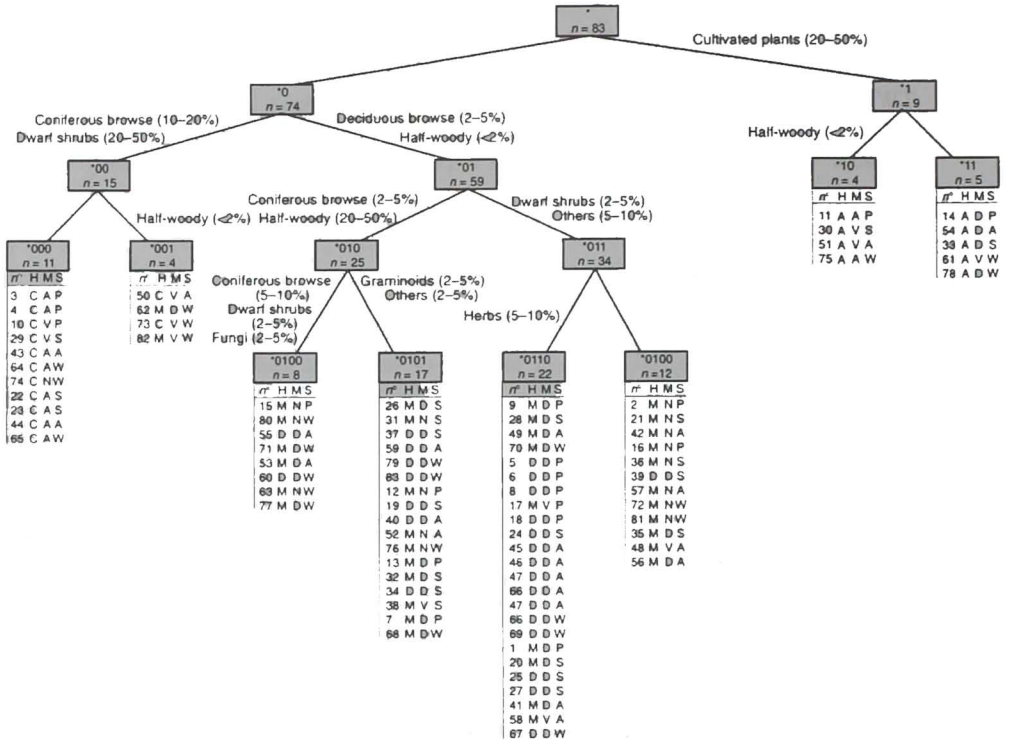 *
n = 83
Cultivated plants (20–50%)
*0
n = 74
*1
n = 9
Coniferous browse (10–20%)
Dwarf shrubs (20–50%)
Deciduous browse (2–5%)
Half-woody (<2%)
Half-woody (<2%)
*00
n = 15
*01
n = 59
*10
n = 4
*11
n = 5
n° H M S
11 A A P
30 A V S
51 A V A
75 A A W
n° H M S
14 A D P
54 A D A
33 A D S
61 A V W
78 A D W
Half-woody (<2%)
Coniferous browse (2–5%)
Half-woody (20–50%)
Dwarf shrubs (2–5%)
Others (5–10%)
*000
n = 11
*001
n = 4
*010
n = 25
*011
n = 34
n° H M S
3 C A P
4 C A P
10 C V P
29 C V S
43 C A A
64 C A W
74 C N W
22 C A S
23 C A S
44 C A A
65 C A W
n° H M S
50 C V A
62 M D W
73 C V W
82 M V W
Coniferous browse
(5–10%)
Dwarf shrubs
(2–5%)
Fungi (2–5%)
Graminoids (2–5%)
Others (2–5%)
Herbs (5–10%)
*0100
n = 8
*0101
n = 17
*0110
n = 22
*0100
n = 12
n° H M S
15 M N P
80 M N W
55 D D A
71 M D W
53 M D A
60 D D W
63 M N W
77 M D W
n° H M S
26 M D S
31 M N S
37 D D S
59 D D A
79 D D W
83 D D W
12 M N P
19 D D S
40 D D A
52 M N A
76 M N W
13 M D P
32 M D S
34 D D S
38 M V S
7 M D P
68 M D W
n° H M S
9 M D P
28 M D S
49 M D A
70 M D W
5 D D P
6 D D P
8 D D P
17 M V P
18 D D P
24 D D S
45 D D A
46 D D A
47 D D A
66 D D A
47 D D A
66 D D W
69 D D W
1 M D P
20 M D S
25 D D S
27 D D S
41 M D A
58 M V A
67 D D W
n° H M S
2 M N P
21 M N S
42 M N A
16 M N P
36 M N S
39 D D S
57 M N A
72 M N W
81 M N W
35 M D S
48 M V A
56 M D A